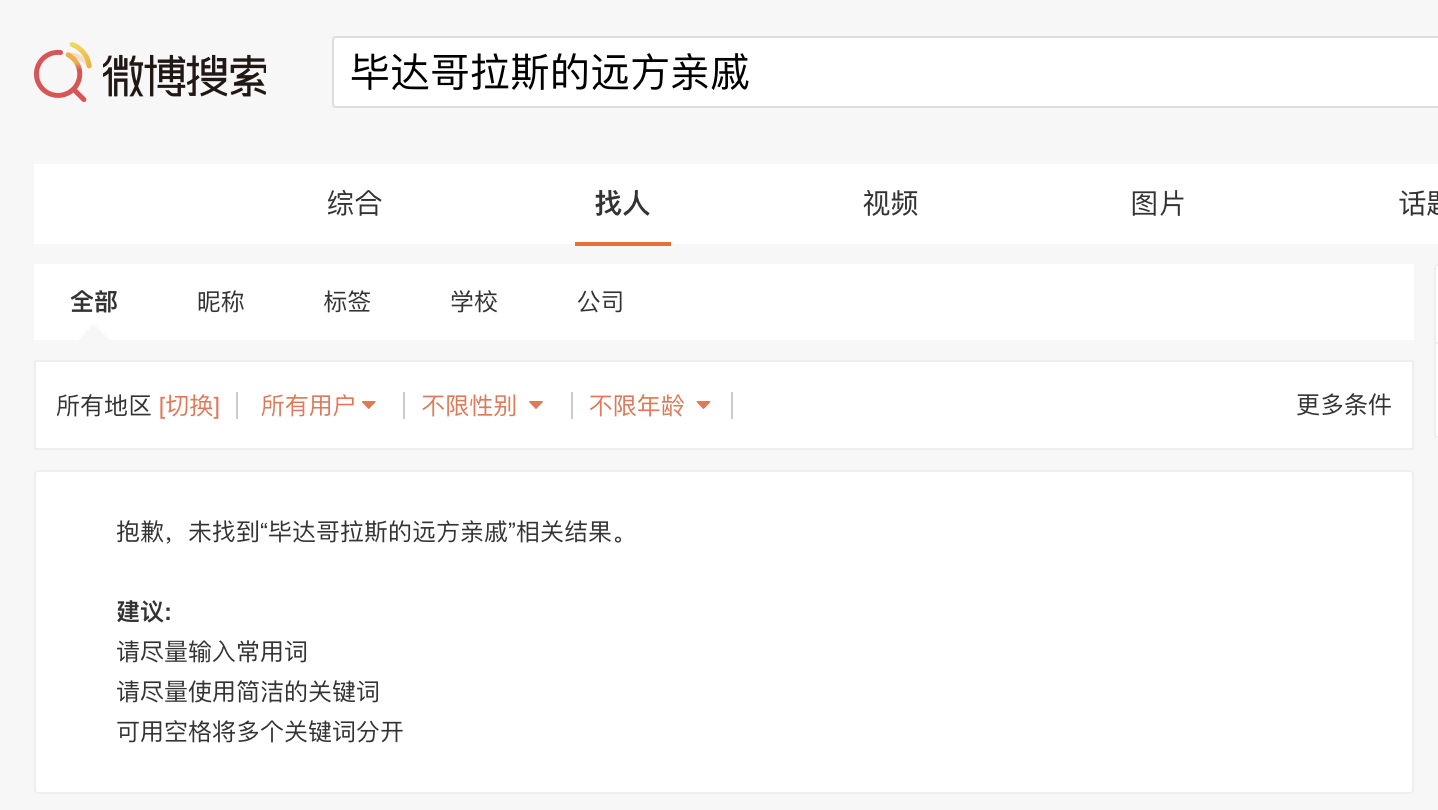 微博搜索
毕达哥拉斯的远方亲戚
综合 找人 视频 图片 话题
全部 昵称 标签 学校 公司
所有地区 [切换] 所有用户 不限性别 不限年龄 更多条件
抱歉，未找到“毕达哥拉斯的远方亲戚”相关结果。
建议:
请尽量输入常用词
请尽量使用简洁的关键词
可用空格将多个关键词分开